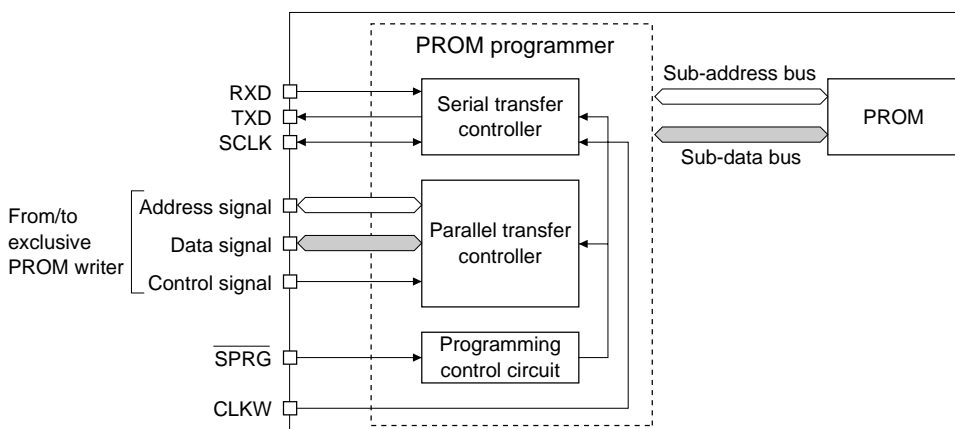 PROM programmer
RXD
TXD
SCLK
Serial transfer
controller
Sub-address bus
PROM
Sub-data bus
From/to
exclusive
PROM writer
Address signal
Data signal
Control signal
Parallel transfer
controller
SPRG
Programming
control circuit
CLKW